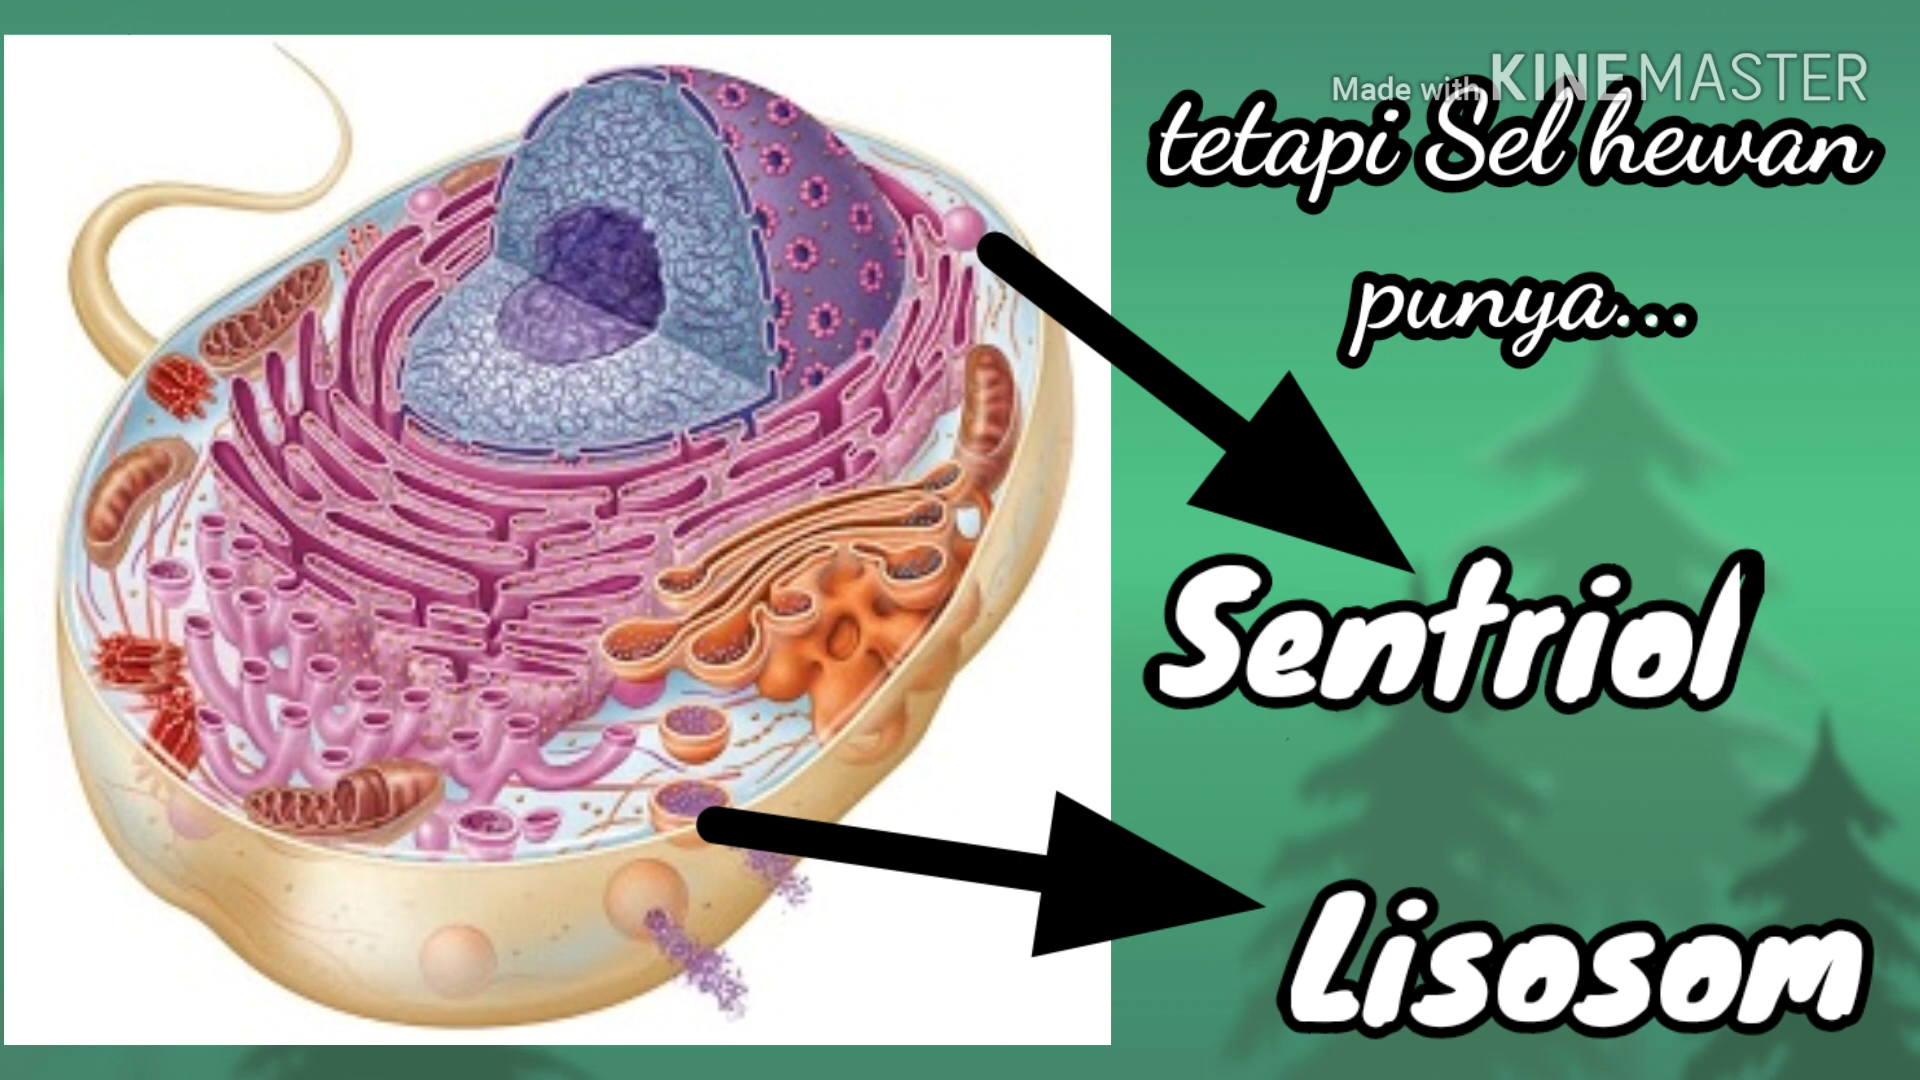 Made with KINEMASTER
tetapi Sel hewan
punya...
Sentriol
Lisosom